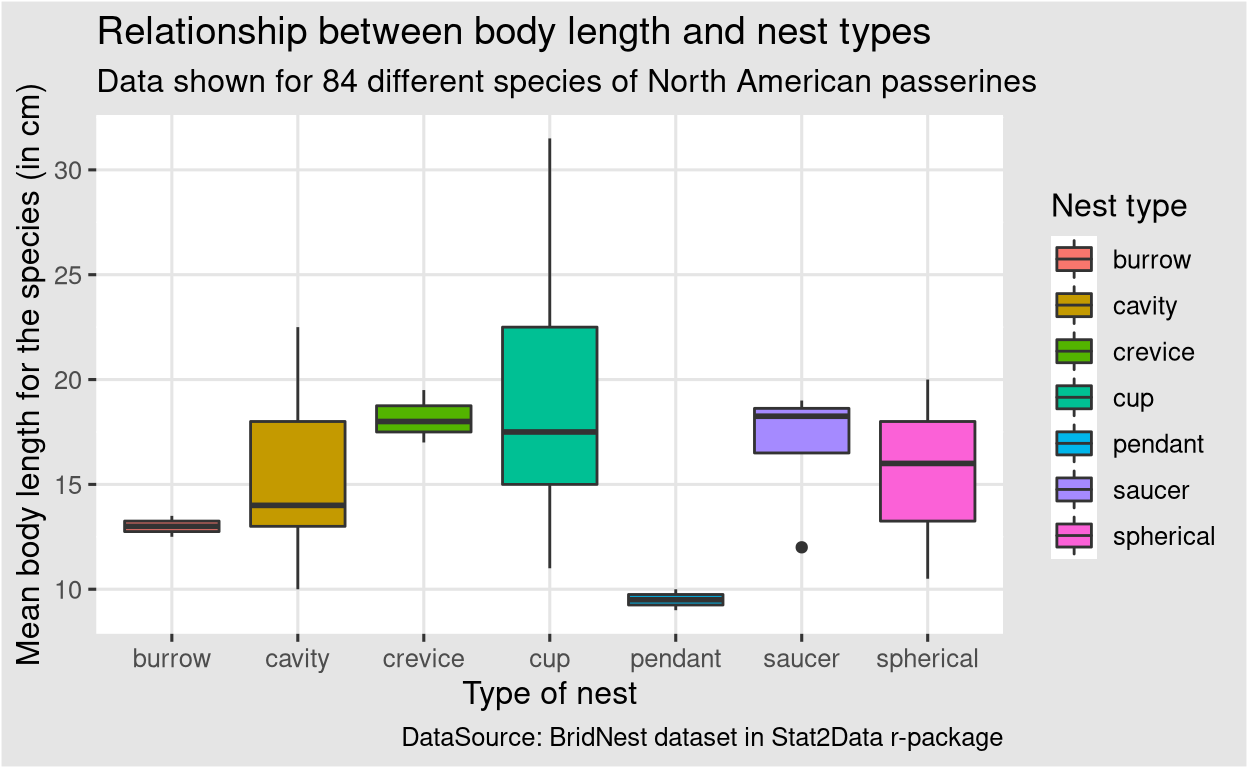 Relationship between body length and nest types
Data shown for 84 different species of North American passerines
Mean body length for the species (in cm)
30
25
20
15
10
burrow cavity crevice cup pendant saucer spherical
Type of nest
DataSource: BridNest dataset in Stat2Data r-package
Nest type
burrow
cavity
crevice
cup
pendant
saucer
spherical